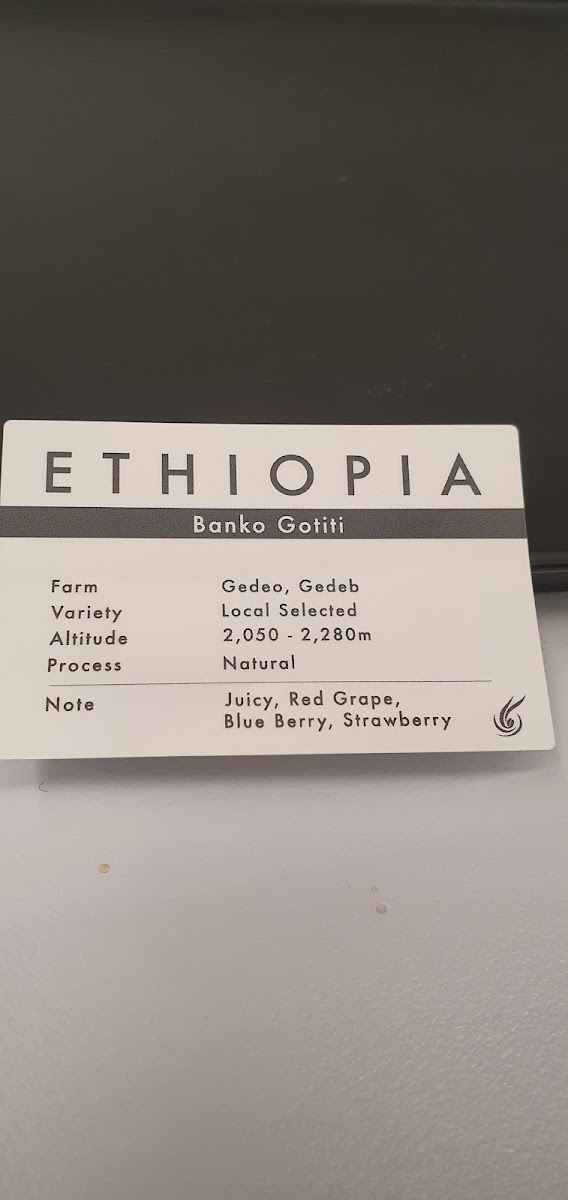 ETHIOPIA
Banko Gotiti
Farm Gedeo, Gedeb
Variety Local Selected
Altitude 2,050 - 2,280m
Process Natural
Note Juicy, Red Grape,
Blue Berry, Strawberry